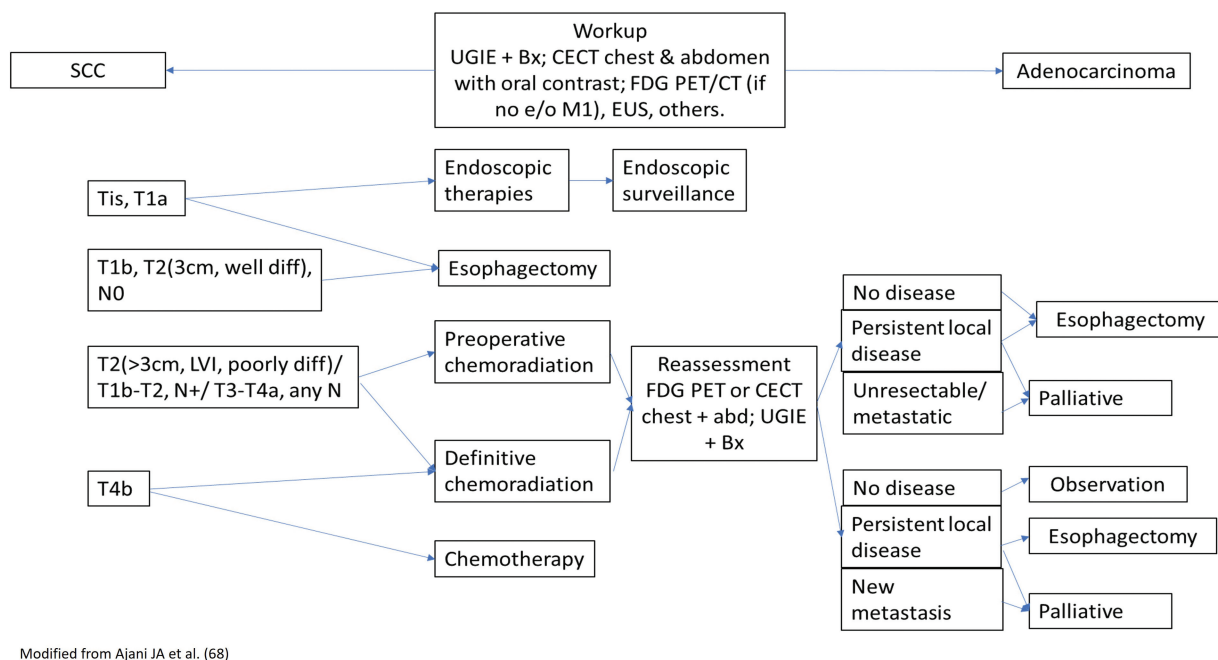 Workup
UGIE + Bx; CECT chest & abdomen
with oral contrast; FDG PET/CT (if
no e/o M1), EUS, others.
SCC
Adenocarcinoma
Tis, T1a
Endoscopic
therapies
Endoscopic
surveillance
T1b, T2(3cm, well diff),
N0
Esophagectomy
T2(>3cm, LVI, poorly diff)/
T1b-T2, N+/ T3-T4a, any N
Preoperative
chemoradiation
T4b
Definitive
chemoradiation
Chemotherapy
Reassessment
FDG PET or CECT
chest + abd; UGIE
+ Bx
No disease
Persistent local
disease
Unresectable/
metastatic
Esophagectomy
Palliative
No disease
Persistent local
disease
New
metastasis
Observation
Esophagectomy
Palliative
Modified from Ajani JA et al. (68)